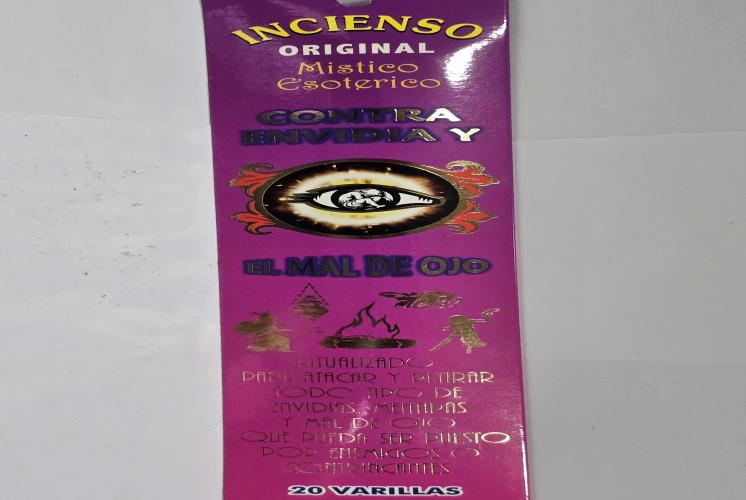 INCIENSO
ORIGINAL
Mistico
Esoterico
CONTRA
ENVIDIA Y
EL MAL DE OJO
RITUALIZADO
PARA ATACAR Y RETIRAR
TODO TIPO DE
ENVIDIAS, MENTIRAS
Y MAL DE OJO
QUE PUEDA SER PUESTO
POR ENEMIGOS O
CONTRINCANTES.
20 VARILLAS